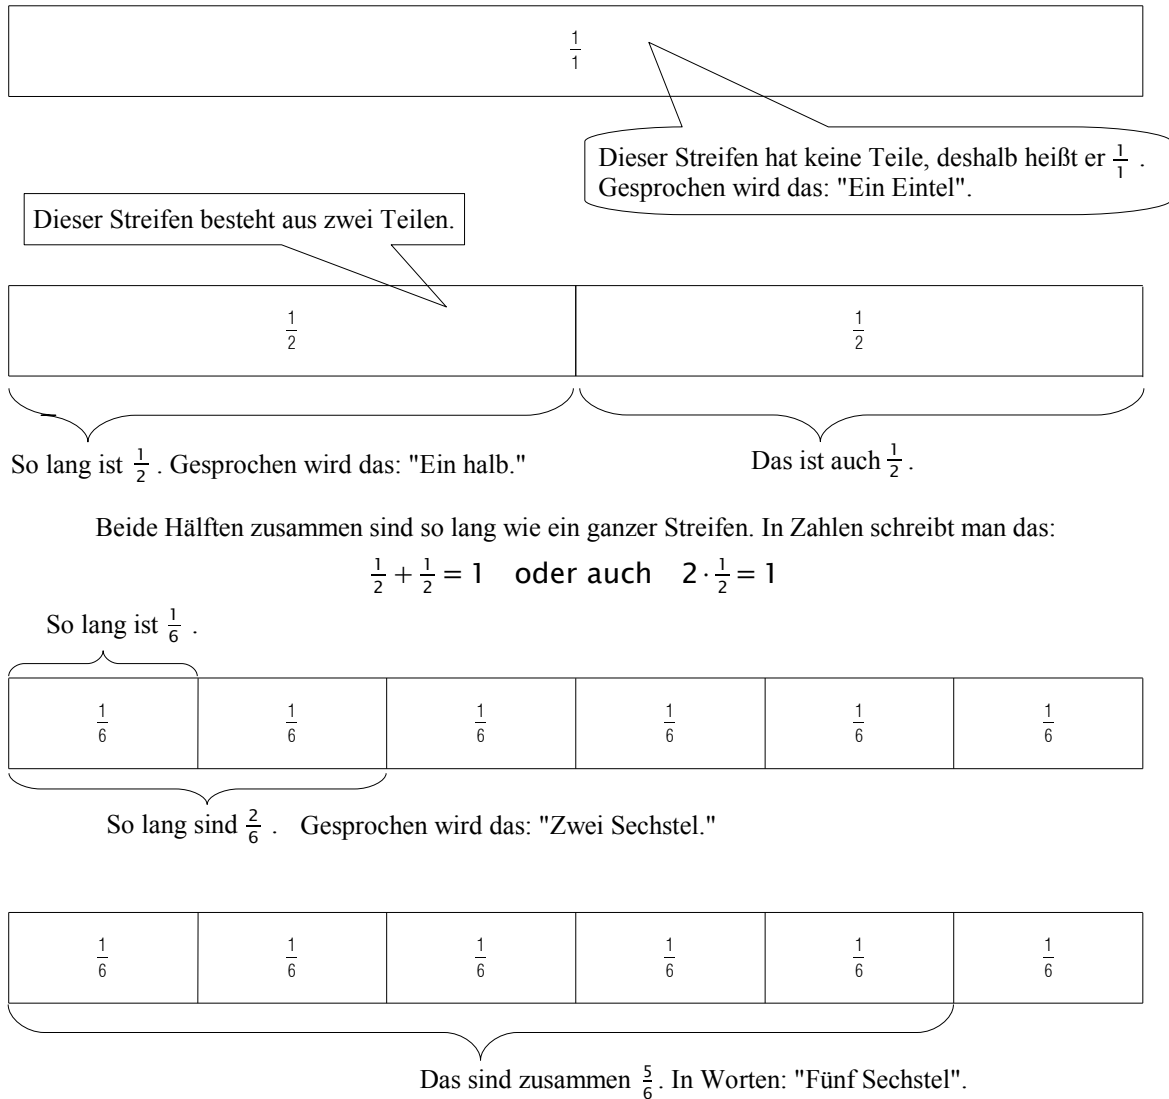 1/1
Dieser Streifen hat keine Teile, deshalb heißt er 1/1 .
Gesprochen wird das: "Ein Eintel".
Dieser Streifen besteht aus zwei Teilen.
1/2 1/2
So lang ist 1/2 . Gesprochen wird das: "Ein halb."
Das ist auch 1/2 .
Beide Hälften zusammen sind so lang wie ein ganzer Streifen. In Zahlen schreibt man das:
1/2 + 1/2 = 1 oder auch 2 · 1/2 = 1
So lang ist 1/6 .
1/6 1/6 1/6 1/6 1/6 1/6
So lang sind 2/6 . Gesprochen wird das: "Zwei Sechstel."
1/6 1/6 1/6 1/6 1/6 1/6
Das sind zusammen 5/6 . In Worten: "Fünf Sechstel".